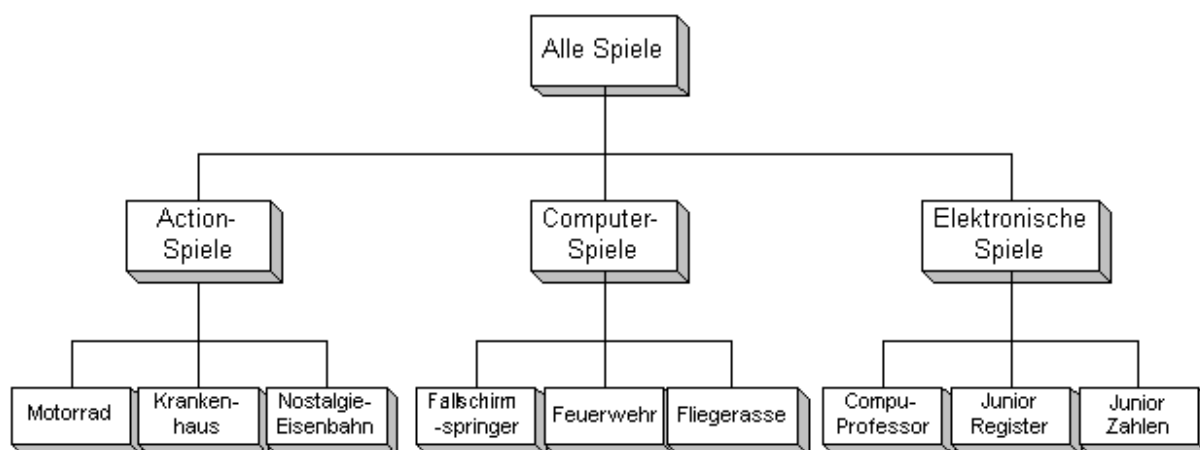 Alle Spiele
Action-
Spiele
Computer-
Spiele
Elektronische
Spiele
Motorrad
Kranken-
haus
Nostalgie-
Eisenbahn
Fallschirm
-springer
Feuerwehr
Fliegerasse
Compu-
Professor
Junior
Register
Junior
Zahlen